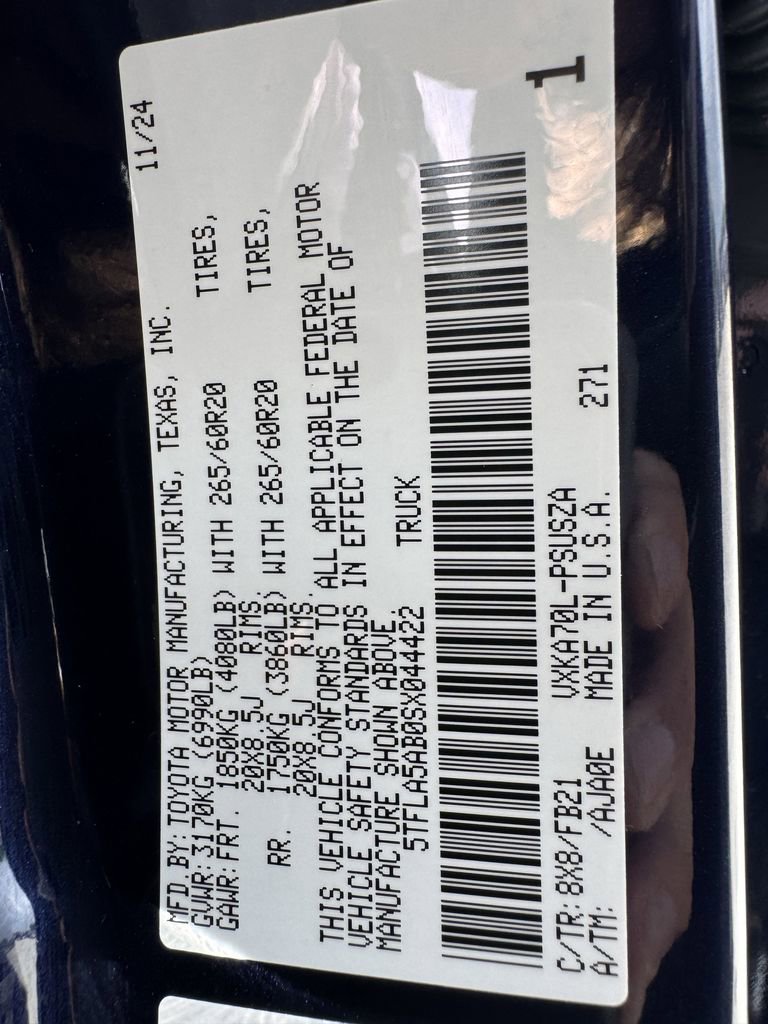 MFD BY: TOYOTA MOTOR MANUFACTURING, TEXAS, INC. 11/24
GVWR: 3170KG (6990LB)
GAWR: FRT. 1850KG (4080LB) WITH 265/60R20 TIRES,
20X8.5J RIMS,
RR. 1750KG (3860LB) WITH 265/60R20 TIRES,
20X8.5J RIMS.
THIS VEHICLE CONFORMS TO ALL APPLICABLE FEDERAL MOTOR
VEHICLE SAFETY STANDARDS IN EFFECT ON THE DATE OF
MANUFACTURE SHOWN ABOVE.
5TFLA5AB0SX044422 TRUCK
C/TR: 8X8/FB21 VXKA70L-PSUSZA 1
A/TM: /AJA0E MADE IN U.S.A. 271